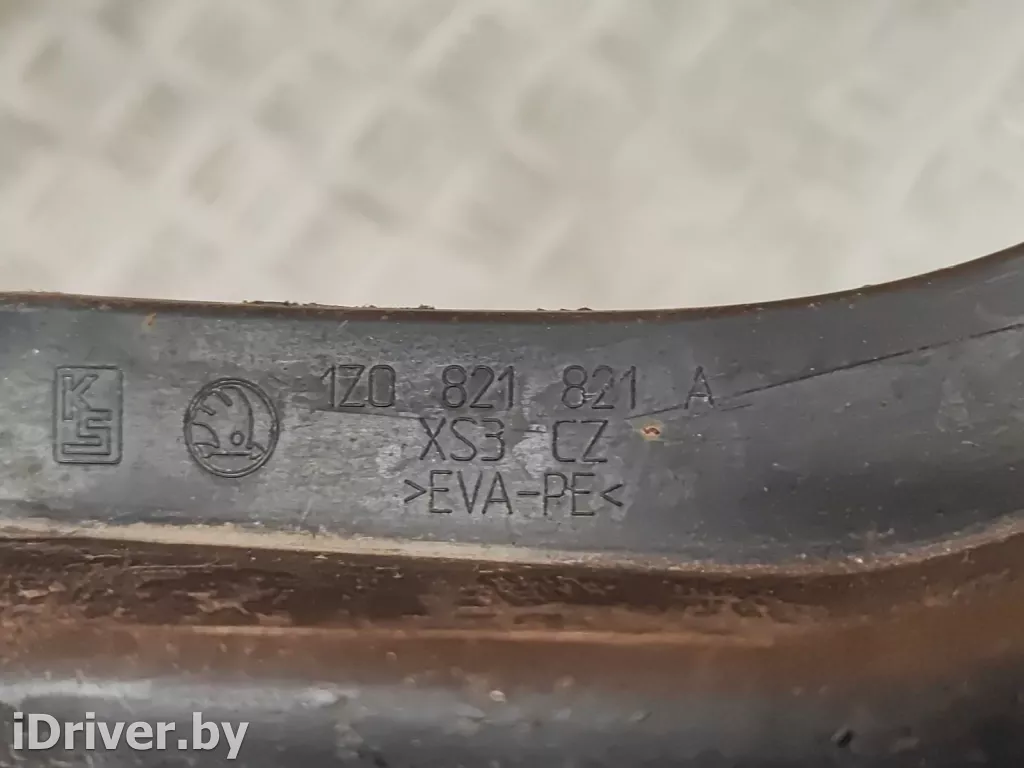 KS
1Z0 821 821 A
XS3 CZ
>EVA-PE<
iDriver.by